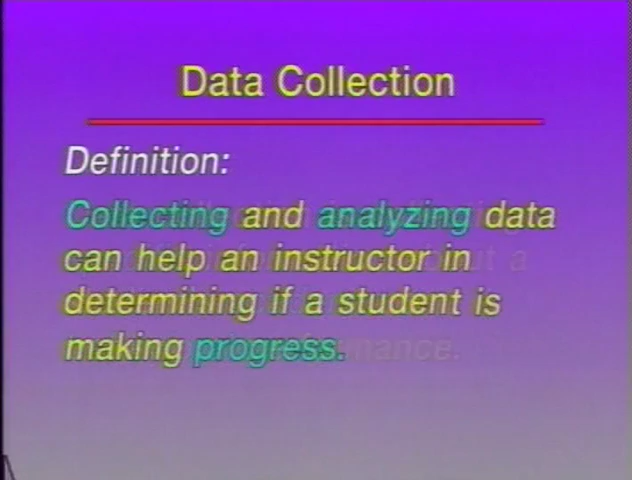 Data Collection
Definition:
Collecting and analyzing data
can help an instructor in
determining if a student is
making progress.